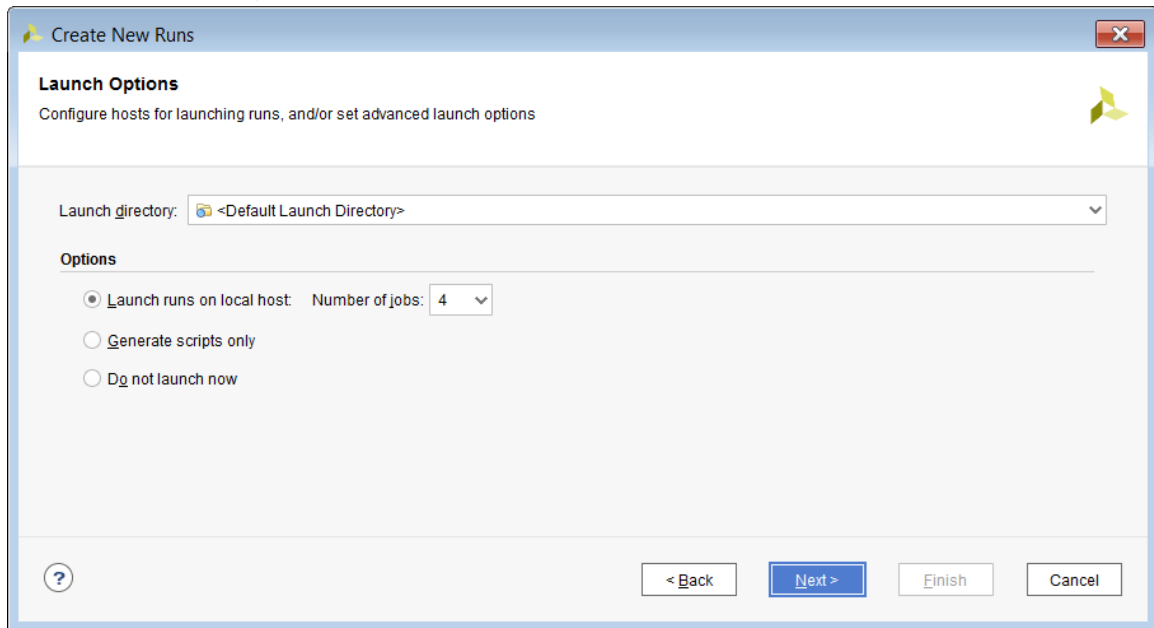 Create New Runs
Launch Options
Configure hosts for launching runs, and/or set advanced launch options
Launch directory: <Default Launch Directory>
Options
Launch runs on local host: Number of jobs: 4
Generate scripts only
Do not launch now
? < Back Next > Finish Cancel